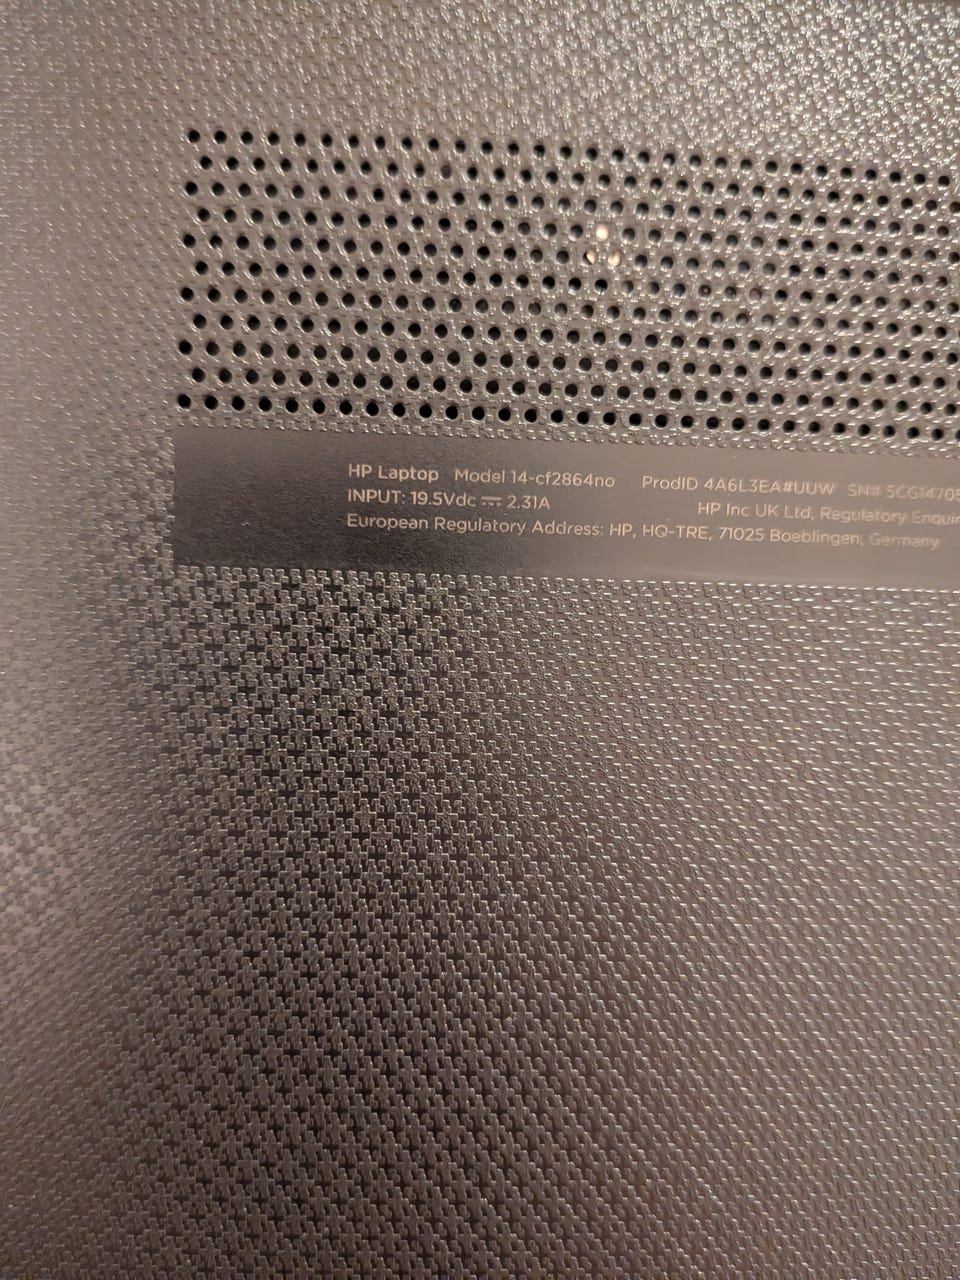 HP Laptop Model 14-cf2864no ProdID 4A6L3EA#UUW SN# 5CG14705
INPUT: 19.5Vdc ⎓ 2.31A HP Inc UK Ltd, Regulatory Enquir
European Regulatory Address: HP, HQ-TRE, 71025 Boeblingen, Germany